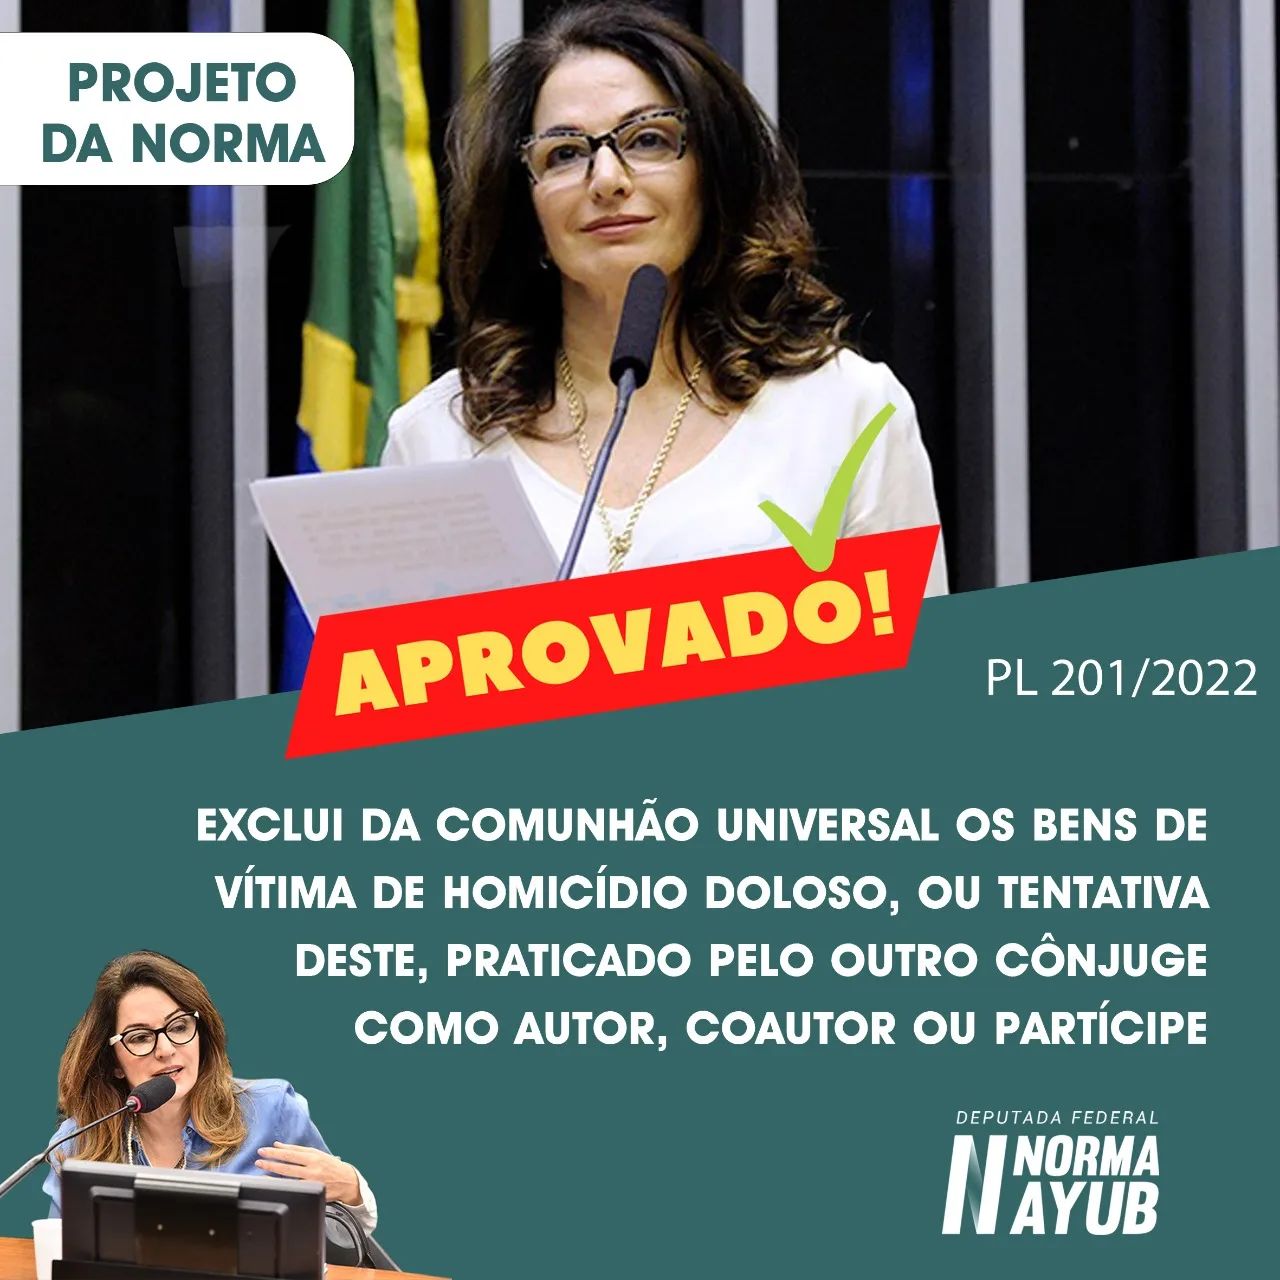 PROJETO
DA NORMA
APROVADO!
PL 201/2022
EXCLUI DA COMUNHÃO UNIVERSAL OS BENS DE
VÍTIMA DE HOMICÍDIO DOLOSO, OU TENTATIVA
DESTE, PRATICADO PELO OUTRO CÔNJUGE
COMO AUTOR, COAUTOR OU PARTÍCIPE
DEPUTADA FEDERAL
N NORMA
AYUB